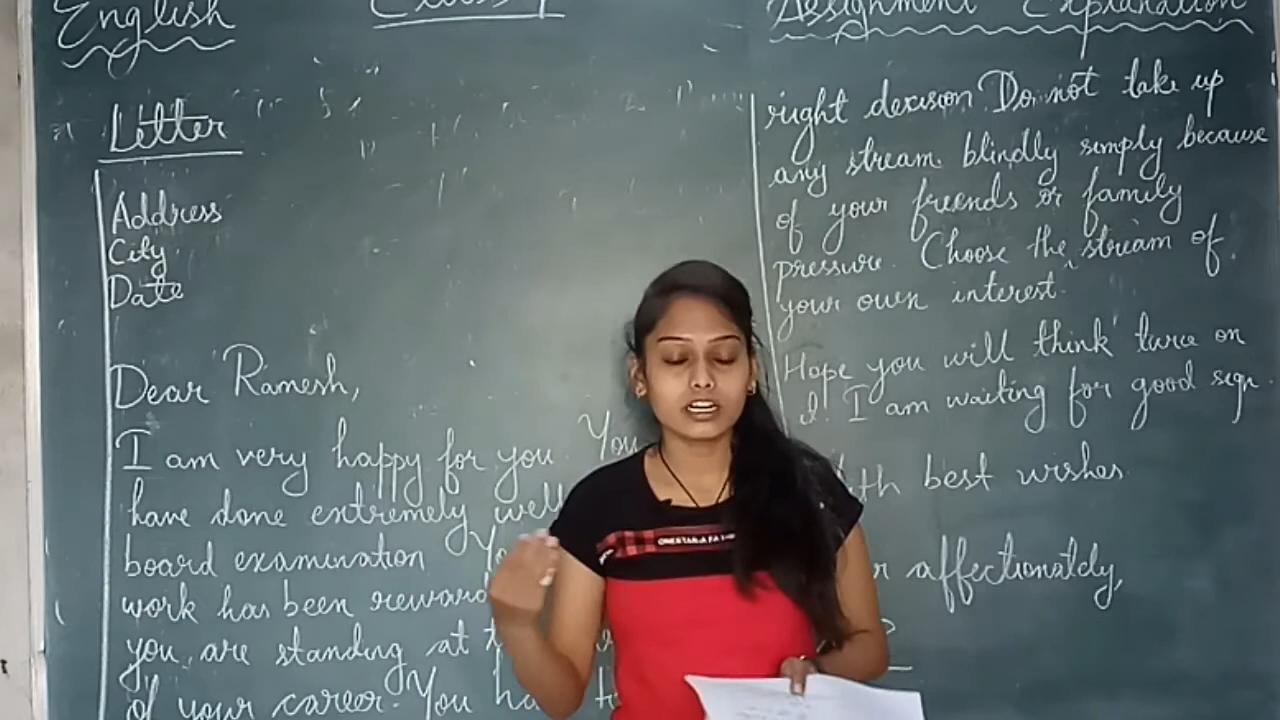 English
Assignment Explanation
Letter
Address
City
Date
Dear Ramesh,
I am very happy for you. You
have done extremely well
board examination
work has been
you are standing at
of your career. You
right decision Do not take up
any stream blindly simply because
of your friends or family
pressure. Choose the stream of
your own interest.
Hope you will think twice on
I am waiting for good
best wishes
affectionately,